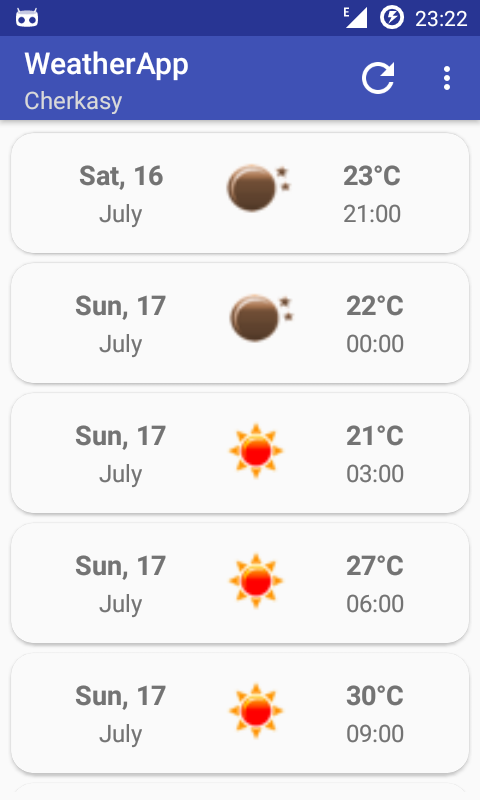 E 23:22
WeatherApp
Cherkasy
Sat, 16 23°C
July 21:00
Sun, 17 22°C
July 00:00
Sun, 17 21°C
July 03:00
Sun, 17 27°C
July 06:00
Sun, 17 30°C
July 09:00